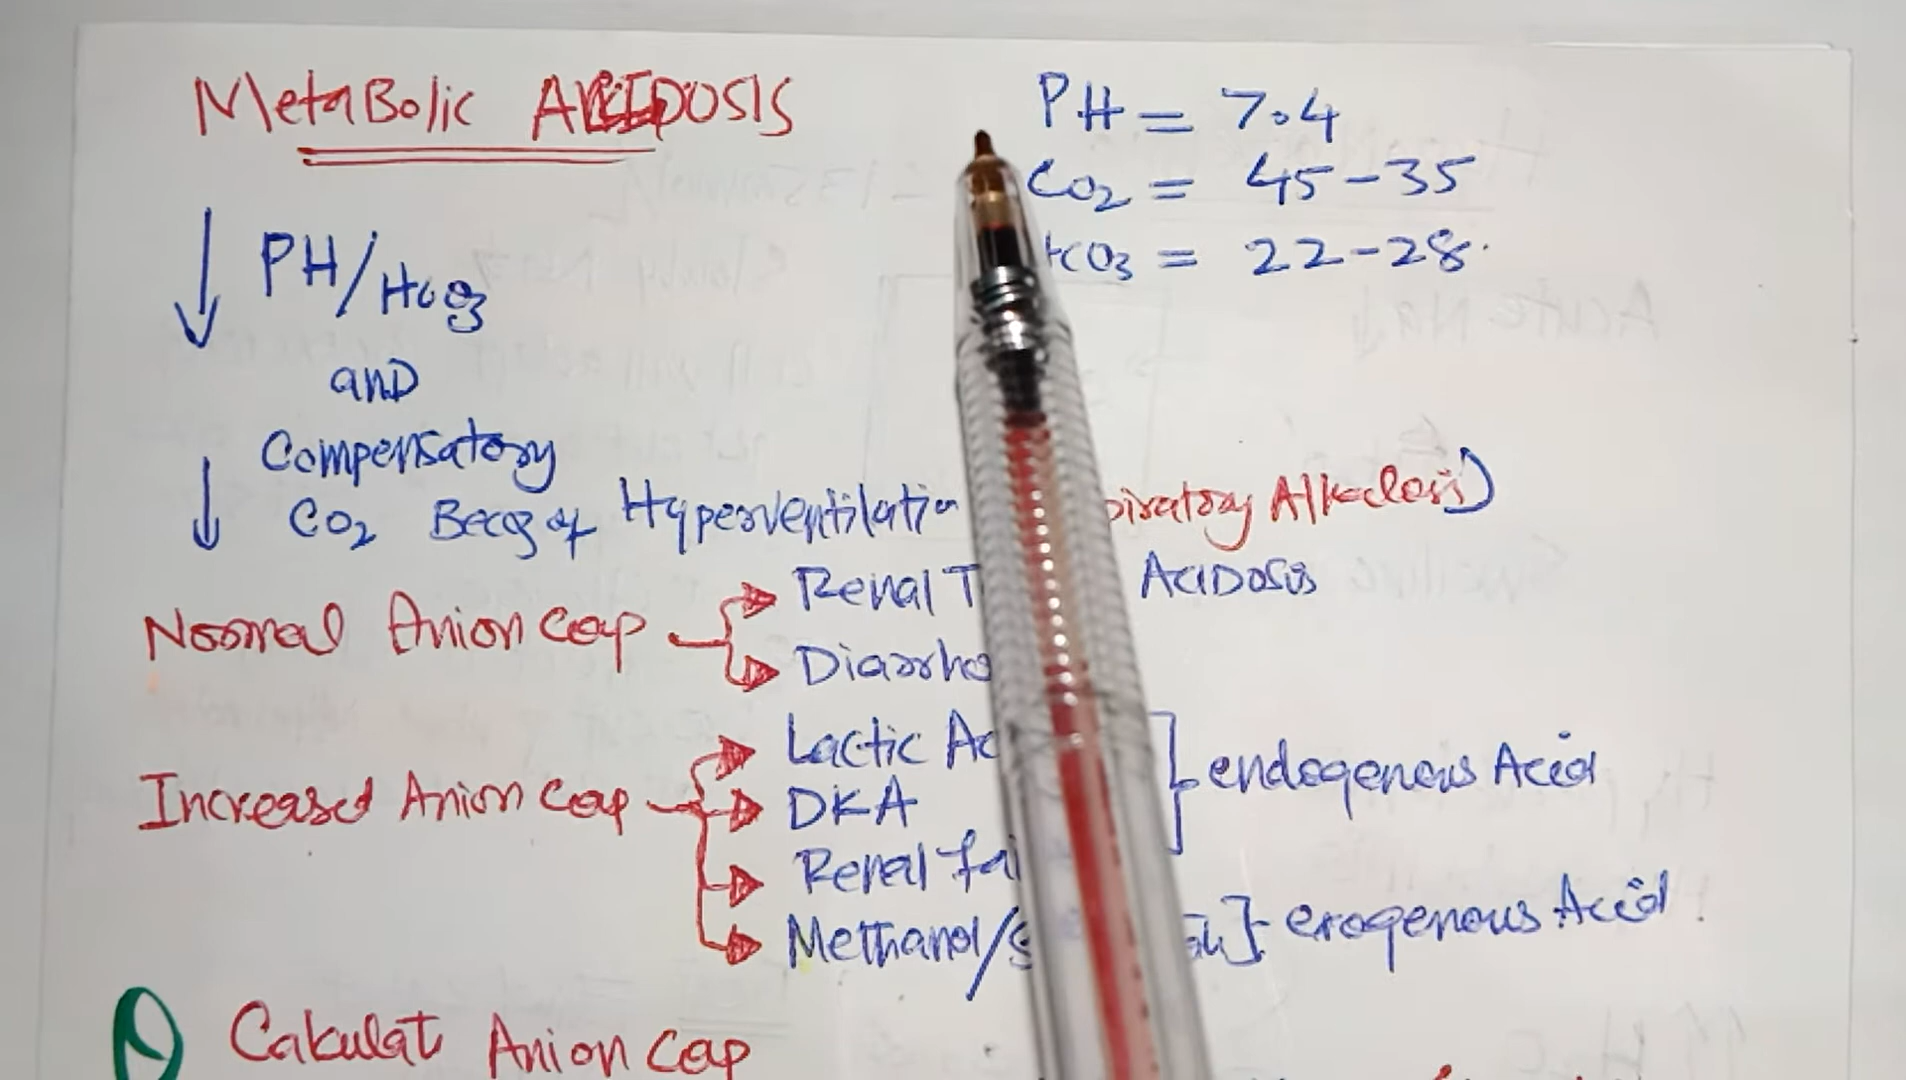 MetaBolic ACIDOSIS
PH = 7.4
CO2 = 45-35
HCO3 = 22-28.
↓ PH/Hco3
and
Compensatory
↓ CO2 Becz of Hyperventilation Alkalosis)
Normal Anion Gap
Renal ACIDOSIS
Increased Anion Gap
Lactic
DKA
endogenous Acid
Renal
Methanol/
exogenous Acid.
① Calculat Anion Gap